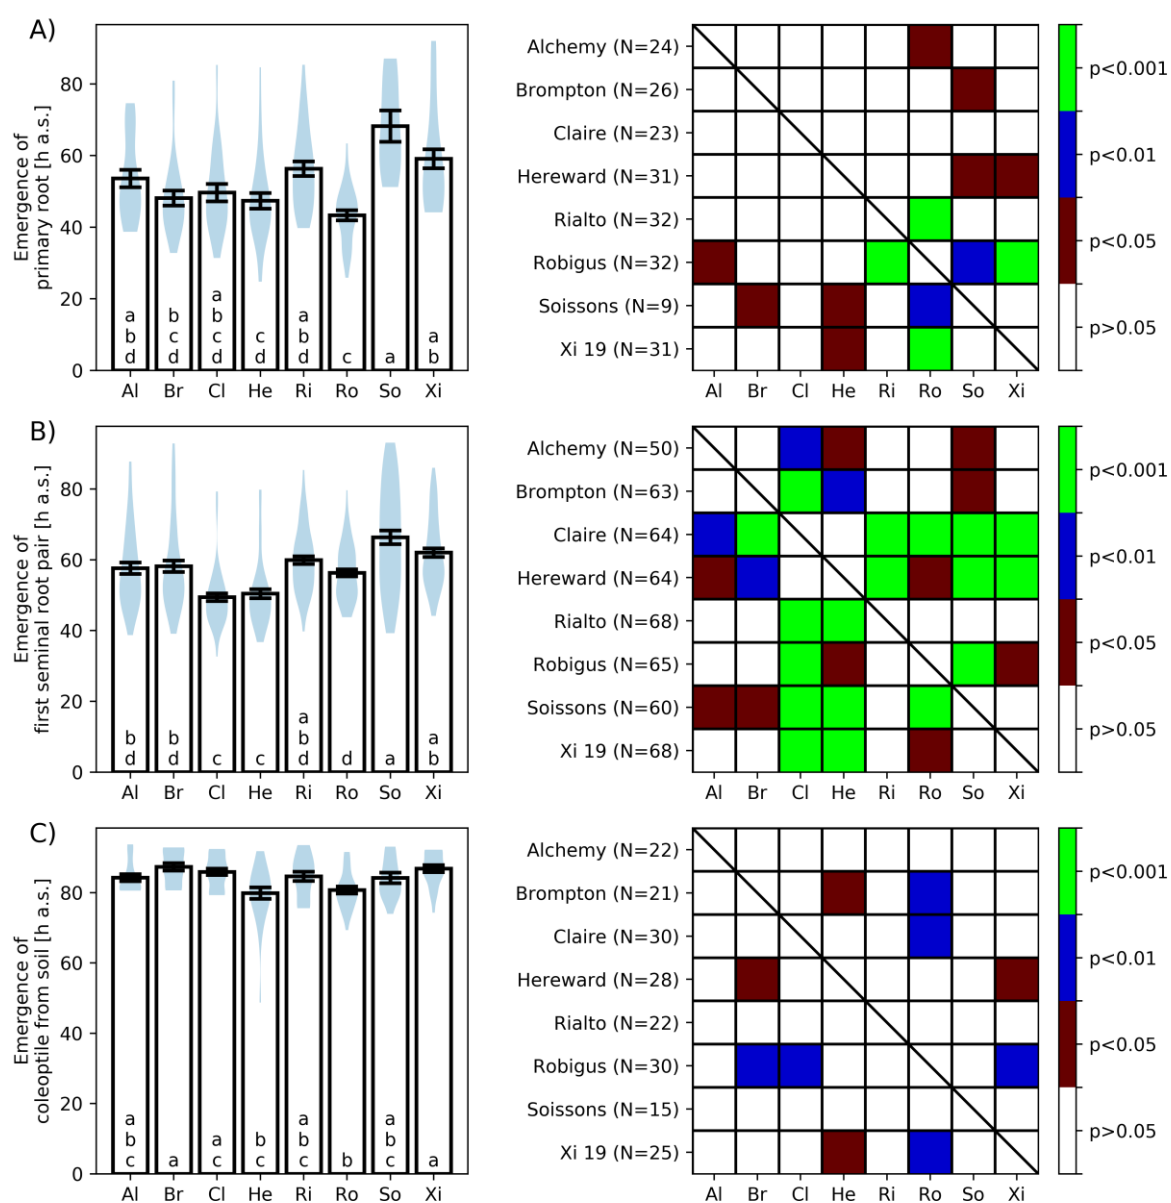 A)
Emergence of
primary root [h a.s.]
80
60
40
20
0
a
b
d
b
c
d
a
b
c
d
c
d
a
b
d
c
a
a
b
Al Br Cl He Ri Ro So Xi
Alchemy (N=24)
Brompton (N=26)
Claire (N=23)
Hereward (N=31)
Rialto (N=32)
Robigus (N=32)
Soissons (N=9)
Xi 19 (N=31)
Al Br Cl He Ri Ro So Xi
p<0.001
p<0.01
p<0.05
p>0.05
B)
Emergence of
first seminal root pair [h a.s.]
80
60
40
20
0
b
d
b
d
c
c
a
b
d
d
a
a
b
Al Br Cl He Ri Ro So Xi
Alchemy (N=50)
Brompton (N=63)
Claire (N=64)
Hereward (N=64)
Rialto (N=68)
Robigus (N=65)
Soissons (N=60)
Xi 19 (N=68)
Al Br Cl He Ri Ro So Xi
p<0.001
p<0.01
p<0.05
p>0.05
C)
Emergence of
coleoptile from soil [h a.s.]
80
60
40
20
0
a
b
c
a
a
c
b
c
a
b
c
b
a
b
c
a
Al Br Cl He Ri Ro So Xi
Alchemy (N=22)
Brompton (N=21)
Claire (N=30)
Hereward (N=28)
Rialto (N=22)
Robigus (N=30)
Soissons (N=15)
Xi 19 (N=25)
Al Br Cl He Ri Ro So Xi
p<0.001
p<0.01
p<0.05
p>0.05